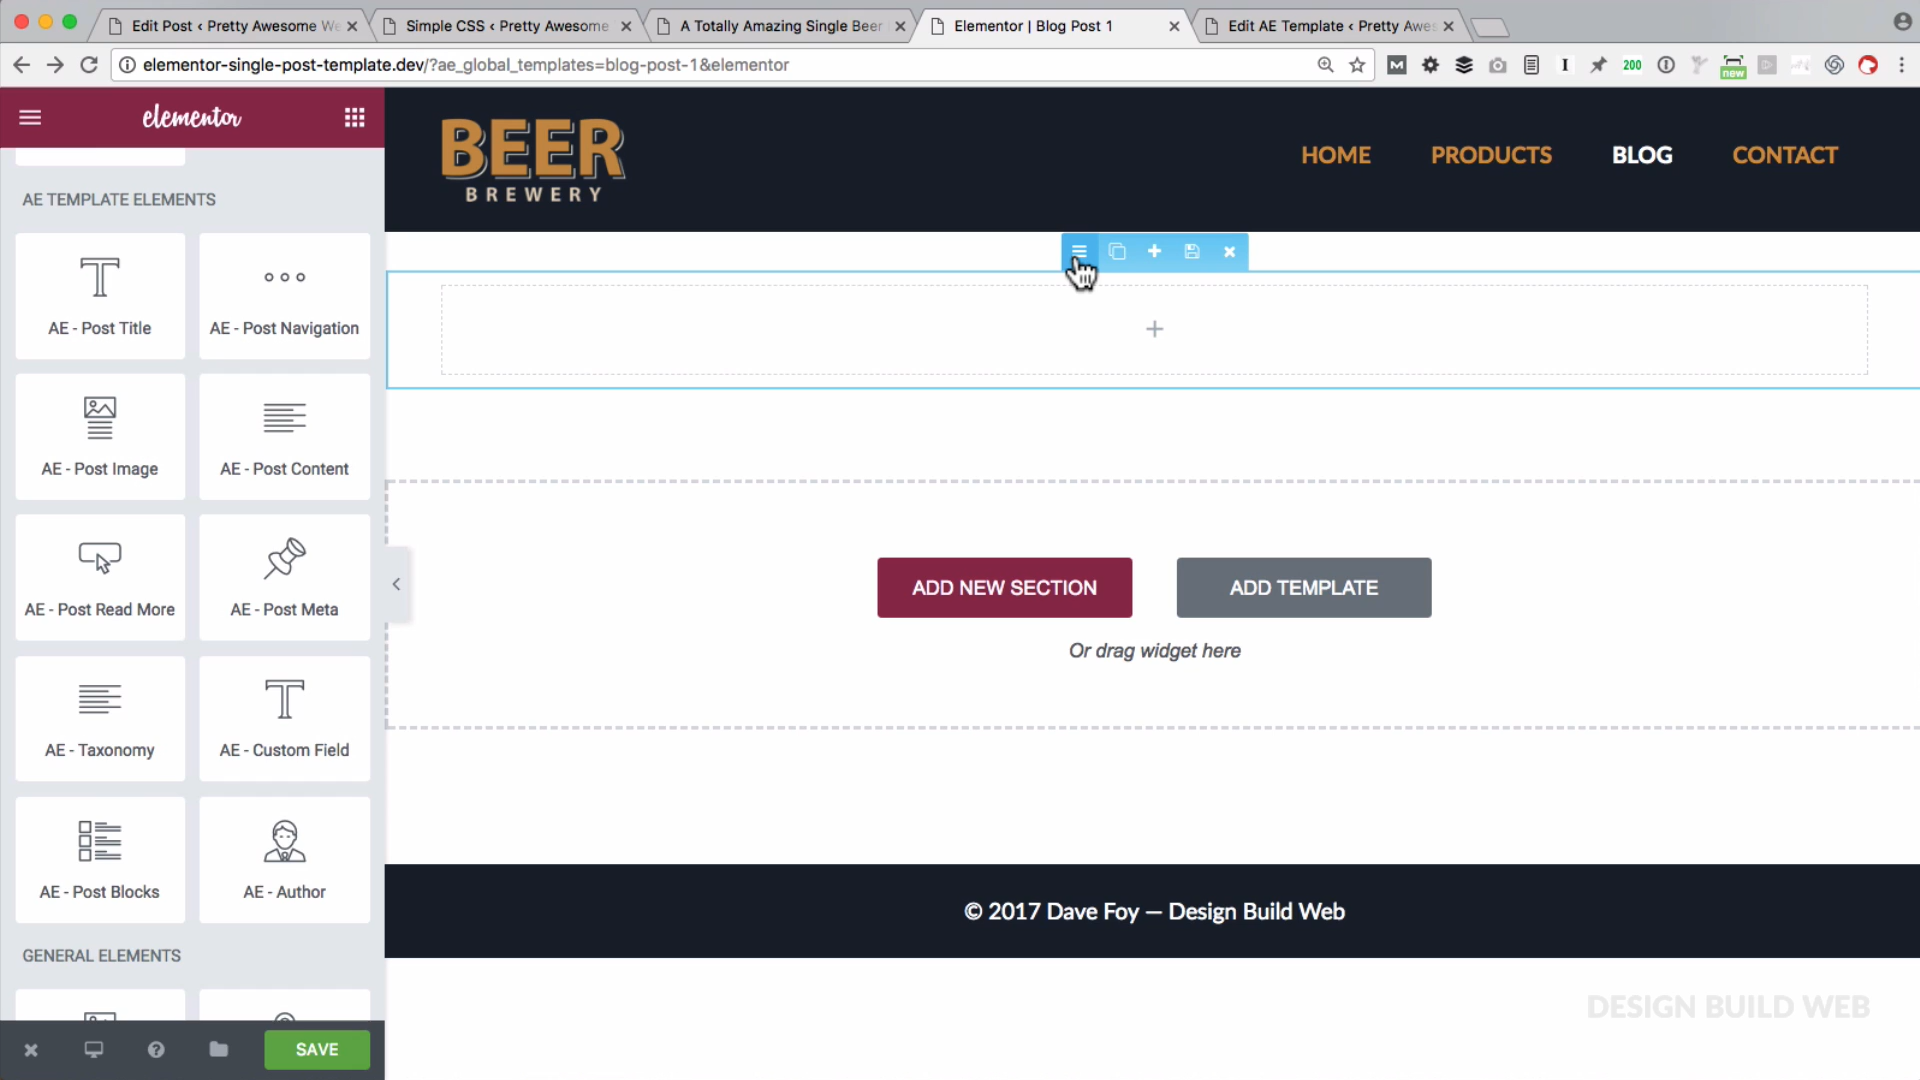 Edit Post ‹ Pretty Awesome We
Simple CSS ‹ Pretty Awesome
A Totally Amazing Single Beer
Elementor | Blog Post 1
Edit AE Template ‹ Pretty Awes
elementor-single-post-template.dev/?ae_global_templates=blog-post-1&elementor
M
I
200
new
elementor
AE TEMPLATE ELEMENTS
AE - Post Title
AE - Post Navigation
AE - Post Image
AE - Post Content
AE - Post Read More
AE - Post Meta
AE - Taxonomy
AE - Custom Field
AE - Post Blocks
AE - Author
GENERAL ELEMENTS
SAVE
BEER
BREWERY
HOME
PRODUCTS
BLOG
CONTACT
ADD NEW SECTION
ADD TEMPLATE
Or drag widget here
© 2017 Dave Foy — Design Build Web
DESIGN BUILD WEB